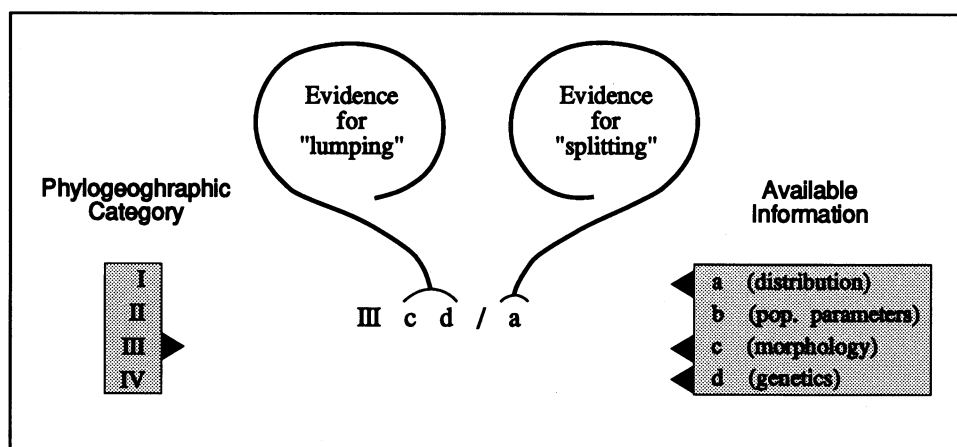 Evidence
for
"lumping"
Evidence
for
"splitting"
Phylogeoghraphic
Category
Available
Information
I
II
III
IV
III c d / a
a (distribution)
b (pop. parameters)
c (morphology)
d (genetics)